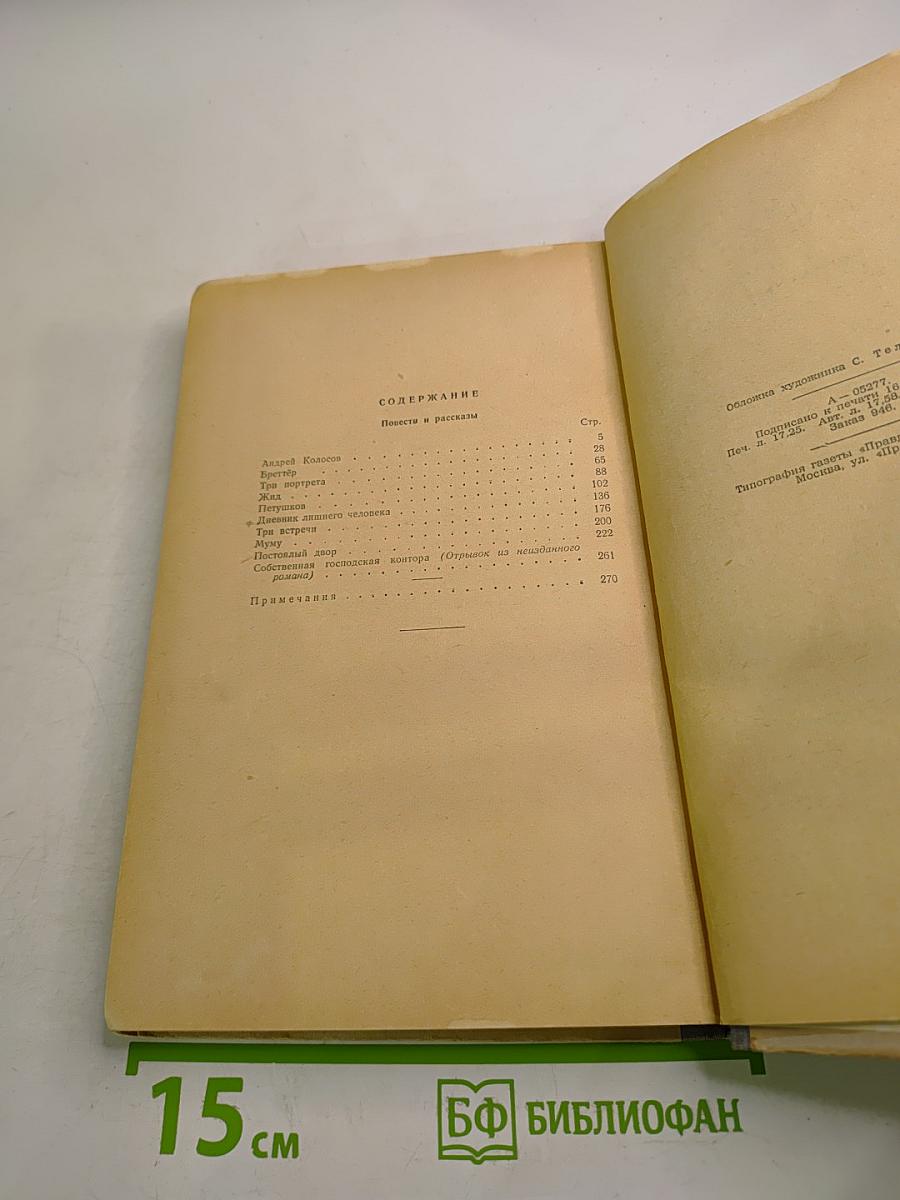 СОДЕРЖАНИЕ
Повести и рассказы
Стр.
Андрей Колосов . . . . . . . . . . 5
Бреттёр . . . . . . . . . . 28
Три портрета . . . . . . . . . . 65
Жид . . . . . . . . . . 88
Петушков . . . . . . . . . . 102
Дневник лишнего человека . . . . . . . . . . 136
Три встречи . . . . . . . . . . 176
Муму . . . . . . . . . . 200
Постоялый двор . . . . . . . . . . 222
Собственная господская контора (Отрывок из неизданного
романа) . . . . . . . . . . 261
Примечания . . . . . . . . . . 270
Обложка художника С. Тел
А — 05277.
Подписано к печати 16
Печ. л. 17,25. Авт. л. 17,58.
Заказ 946.
Типография газеты «Правд
Москва, ул. «Пр
15 см
БФ БИБЛИОФАН